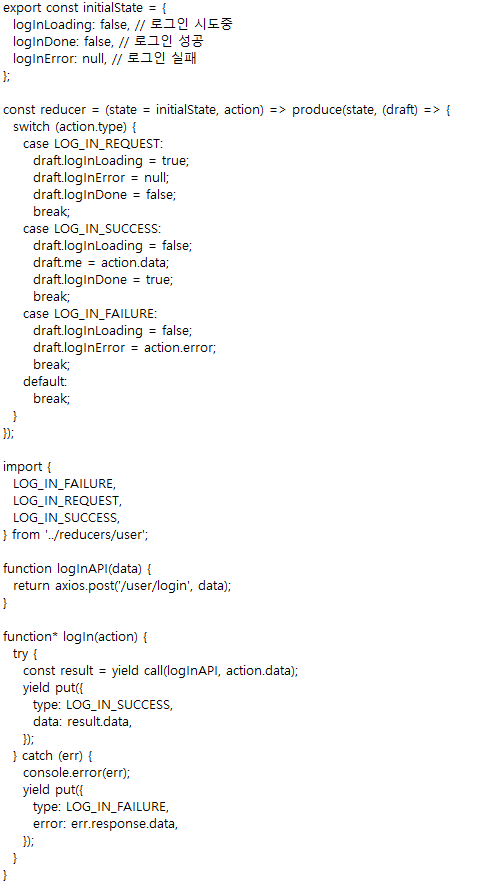 export const initialState = {
  logInLoading: false, // 로그인 시도중
  logInDone: false, // 로그인 성공
  logInError: null, // 로그인 실패
};

const reducer = (state = initialState, action) => produce(state, (draft) => {
  switch (action.type) {
    case LOG_IN_REQUEST:
      draft.logInLoading = true;
      draft.logInError = null;
      draft.logInDone = false;
      break;
    case LOG_IN_SUCCESS:
      draft.logInLoading = false;
      draft.me = action.data;
      draft.logInDone = true;
      break;
    case LOG_IN_FAILURE:
      draft.logInLoading = false;
      draft.logInError = action.error;
      break;
    default:
      break;
  }
});

import {
  LOG_IN_FAILURE,
  LOG_IN_REQUEST,
  LOG_IN_SUCCESS,
} from '../reducers/user';

function logInAPI(data) {
  return axios.post('/user/login', data);
}

function* logIn(action) {
  try {
    const result = yield call(logInAPI, action.data);
    yield put({
      type: LOG_IN_SUCCESS,
      data: result.data,
    });
  } catch (err) {
    console.error(err);
    yield put({
      type: LOG_IN_FAILURE,
      error: err.response.data,
    });
  }
}